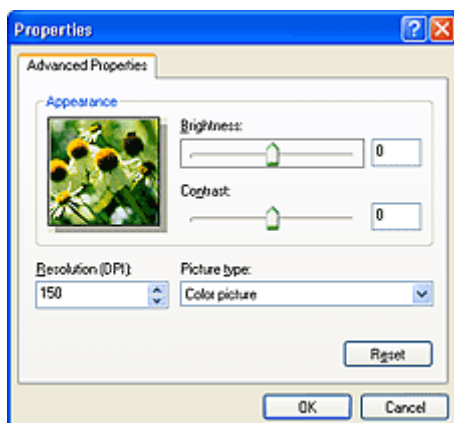 Properties
Advanced Properties
Appearance
Brightness:
0
Contrast:
0
Resolution (DPI):
Picture type:
150
Color picture
Reset
OK
Cancel